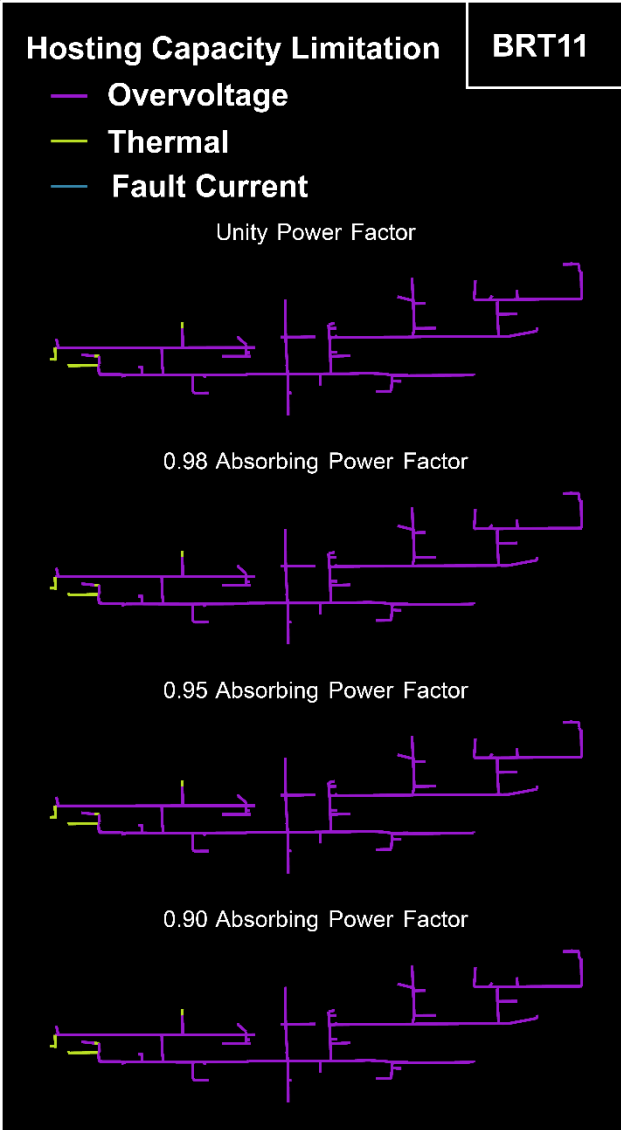 Hosting Capacity Limitation
BRT11
Overvoltage
Thermal
Fault Current
Unity Power Factor
0.98 Absorbing Power Factor
0.95 Absorbing Power Factor
0.90 Absorbing Power Factor